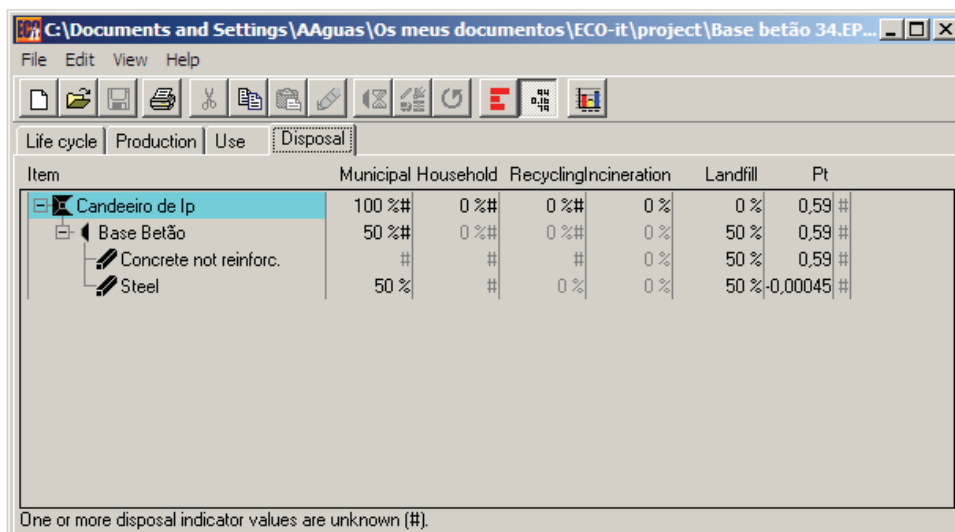 C:\Documents and Settings\AAguas\Os meus documentos\ECO-it\project\Base betão 34.EP...
File Edit View Help
Life cycle Production Use Disposal
Item Municipal Household Recycling Incineration Landfill Pt
Candeeiro de Ip 100 %# 0 %# 0 %# 0 % 0 % 0,59 #
Base Betão 50 %# 0 %# 0 %# 0 % 50 % 0,59 #
Concrete not reinforc. # # # 0 % 50 % 0,59 #
Steel 50 % # 0 % 0 % 50 % -0,00045 #
One or more disposal indicator values are unknown (#).